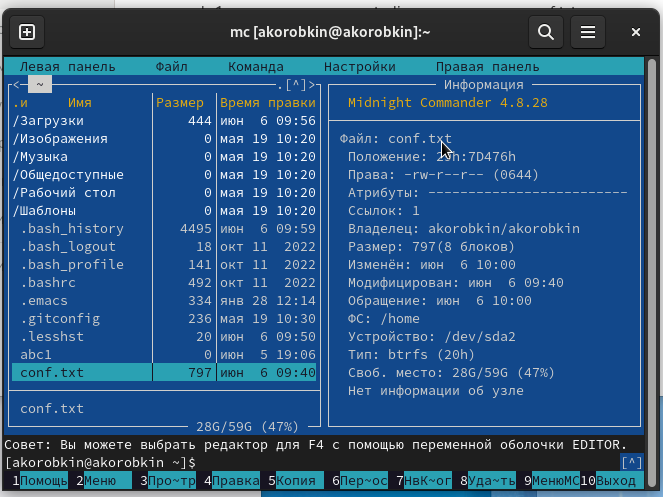 mc [akorobkin@akorobkin]:~
Левая панель Файл Команда Настройки Правая панель
<- ~ .[^]>
.и Имя Размер Время правки
/Загрузки 444 июн 6 09:56
/Изображения 0 мая 19 10:20
/Музыка 0 мая 19 10:20
/Общедоступные 0 мая 19 10:20
/Рабочий стол 0 мая 19 10:20
/Шаблоны 0 мая 19 10:20
.bash_history 4495 июн 6 09:59
.bash_logout 18 окт 11 2022
.bash_profile 141 окт 11 2022
.bashrc 492 окт 11 2022
.emacs 334 янв 28 12:14
.gitconfig 236 мая 19 10:30
.lesshst 20 июн 6 09:50
abc1 0 июн 5 19:06
conf.txt 797 июн 6 09:40
conf.txt
28G/59G (47%)
Информация
Midnight Commander 4.8.28
Файл: conf.txt
Положение: :7D476h
Права: -rw-r--r-- (0644)
Атрибуты: -------------------------
Ссылок: 1
Владелец: akorobkin/akorobkin
Размер: 797(8 блоков)
Изменён: июн 6 10:00
Модифицирован: июн 6 09:40
Обращение: июн 6 10:00
ФС: /home
Устройство: /dev/sda2
Тип: btrfs (20h)
Своб. место: 28G/59G (47%)
Нет информации об узле
Совет: Вы можете выбрать редактор для F4 с помощью переменной оболочки EDITOR.
[akorobkin@akorobkin ~]$ [^]
1Помощь 2Меню 3Про~тр 4Правка 5Копия 6Пер~ос 7НвК~ог 8Уда~ть 9МенюМС 10Выход